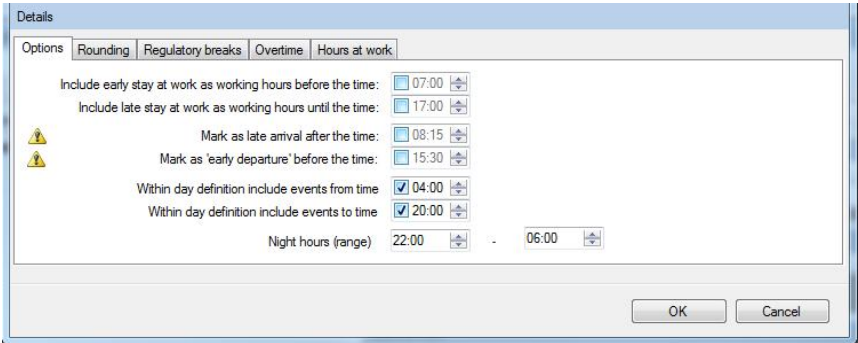 Details
Options Rounding Regulatory breaks Overtime Hours at work
Include early stay at work as working hours before the time: 07:00
Include late stay at work as working hours until the time: 17:00
Mark as late arrival after the time: 08:15
Mark as 'early departure' before the time: 15:30
Within day definition include events from time 04:00
Within day definition include events to time 20:00
Night hours (range) 22:00 - 06:00
OK Cancel